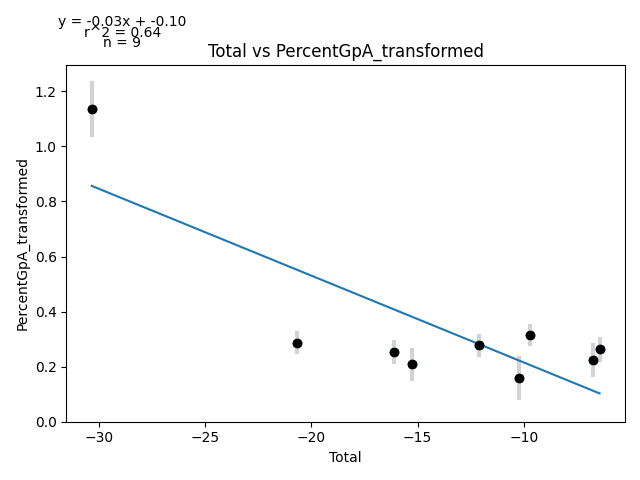 y = -0.03x + -0.10
r^2 = 0.64
n = 9
Total vs PercentGpA_transformed
PercentGpA_transformed
1.2
1.0
0.8
0.6
0.4
0.2
0.0
−30
−25
−20
−15
−10
Total